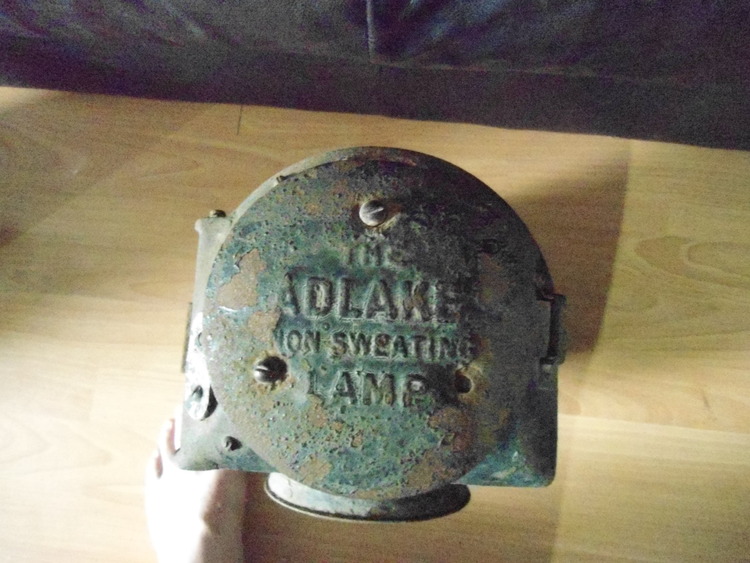 THE
ADLAKE
NON SWEATING
LAMP